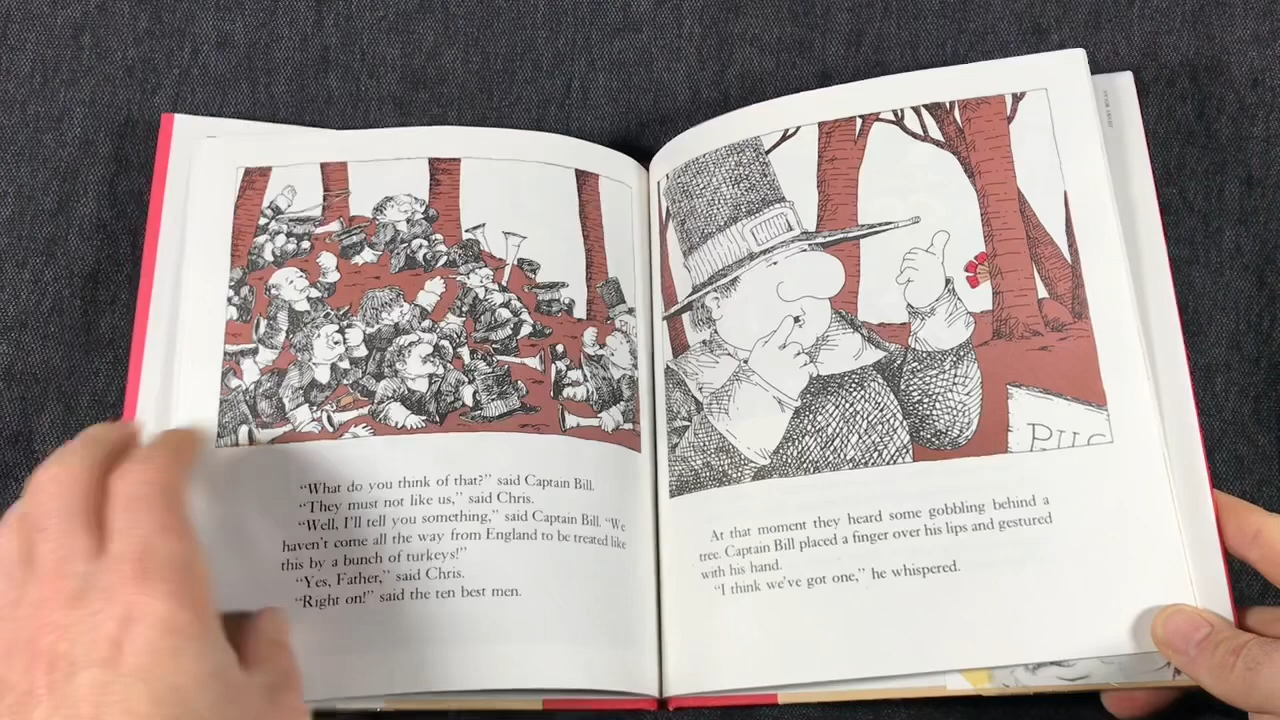 “What do you think of that?” said Captain Bill.
“They must not like us,” said Chris.
“Well, I’ll tell you something,” said Captain Bill. “We
haven’t come all the way from England to be treated like
this by a bunch of turkeys!”
“Yes, Father,” said Chris.
“Right on!” said the ten best men.
At that moment they heard some gobbling behind a
tree. Captain Bill placed a finger over his lips and gestured
with his hand.
“I think we’ve got one,” he whispered.